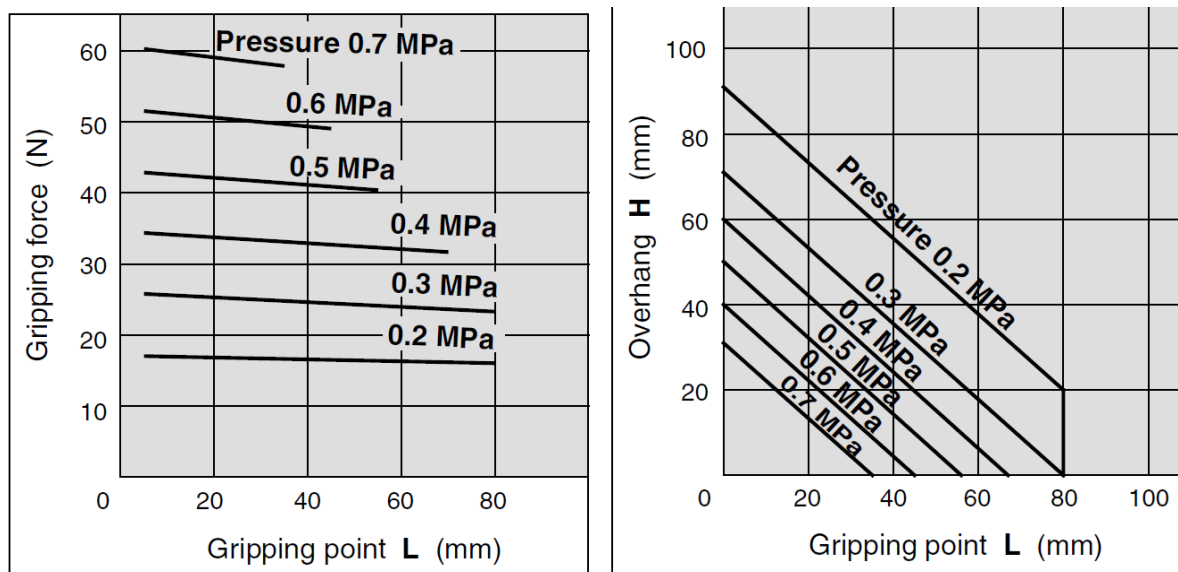 Gripping force (N)
60
50
40
30
20
10
0
20
40
60
80
Pressure 0.7 MPa
0.6 MPa
0.5 MPa
0.4 MPa
0.3 MPa
0.2 MPa
Gripping point L (mm)
Overhang H (mm)
100
80
60
40
20
0
20
40
60
80
100
Pressure 0.2 MPa
0.3 MPa
0.4 MPa
0.5 MPa
0.6 MPa
0.7 MPa
Gripping point L (mm)